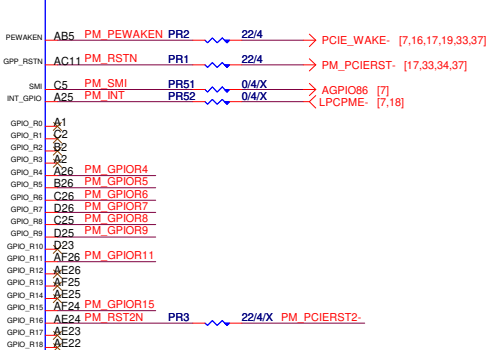 PEWAKEN AB5 PM_PEWAKEN PR2 22/4 PCIE_WAKE- [7,16,17,19,33,37]
GPP_RSTN AC11 PM_RSTN PR1 22/4 PM_PCIERST- [17,33,34,37]
SMI C5 PM_SMI PR51 0/4/X AGPIO86 [7]
INT_GPIO A25 PM_INT PR52 0/4/X LPCPME- [7,18]
GPIO_R0 A1
GPIO_R1 C2
GPIO_R2 B2
GPIO_R3 A2
GPIO_R4 A26 PM_GPIOR4
GPIO_R5 B26 PM_GPIOR5
GPIO_R6 C26 PM_GPIOR6
GPIO_R7 D26 PM_GPIOR7
GPIO_R8 C25 PM_GPIOR8
GPIO_R9 D25 PM_GPIOR9
GPIO_R10 D23
GPIO_R11 AF26 PM_GPIOR11
GPIO_R12 AE26
GPIO_R13 AF25
GPIO_R14 AE25
GPIO_R15 AF24 PM_GPIOR15
GPIO_R16 AE24 PM_RST2N PR3 22/4/X PM_PCIERST2-
GPIO_R17 AE23
GPIO_R18 AE22